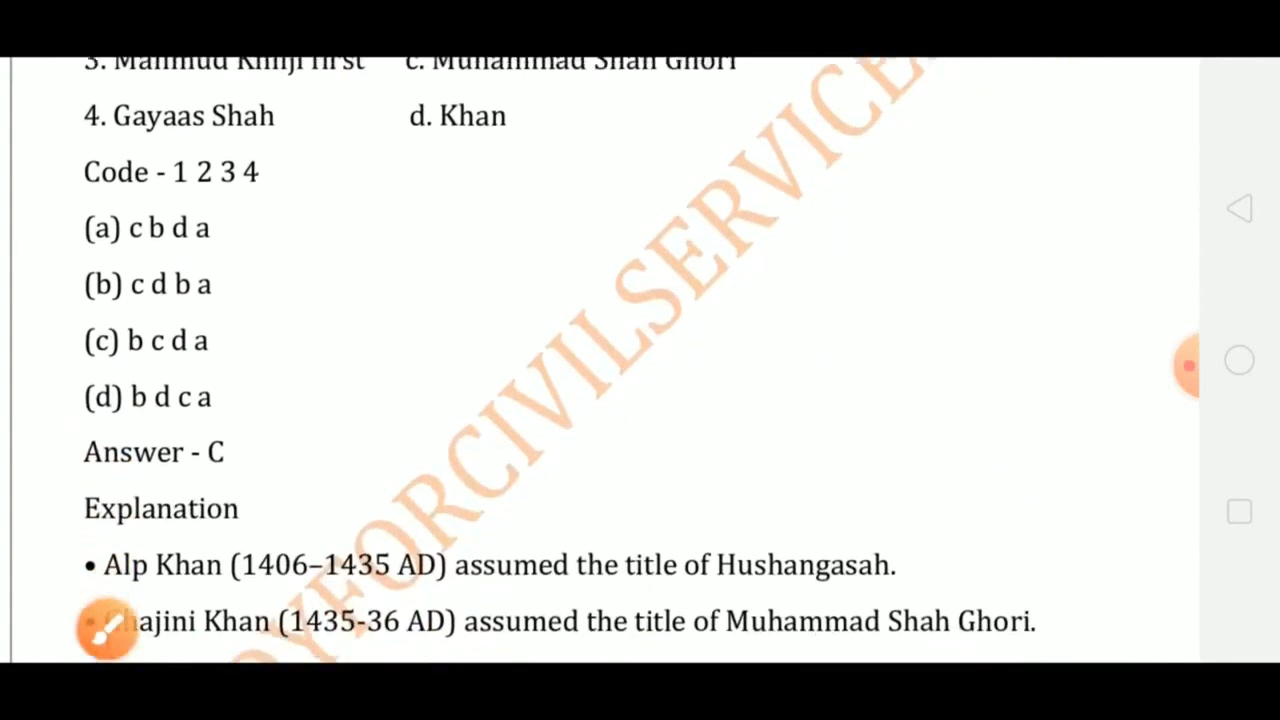 3. Mahmud Khilji first c. Muhammad Shah Ghori
4. Gayaas Shah d. Khan
Code - 1 2 3 4
(a) c b d a
(b) c d b a
(c) b c d a
(d) b d c a
Answer - C
Explanation
• Alp Khan (1406–1435 AD) assumed the title of Hushangasah.
• Ghajini Khan (1435-36 AD) assumed the title of Muhammad Shah Ghori.
DYFORCIVILSERVICE